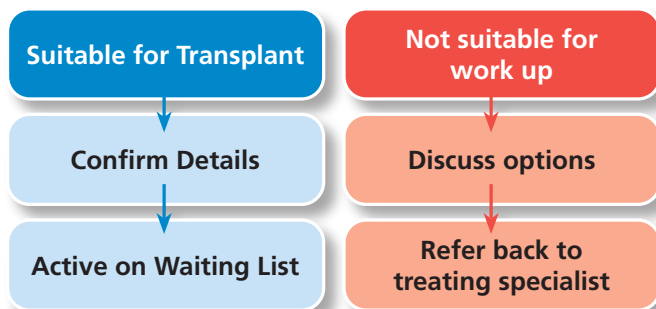 Suitable for Transplant
Confirm Details
Active on Waiting List
Not suitable for
work up
Discuss options
Refer back to
treating specialist